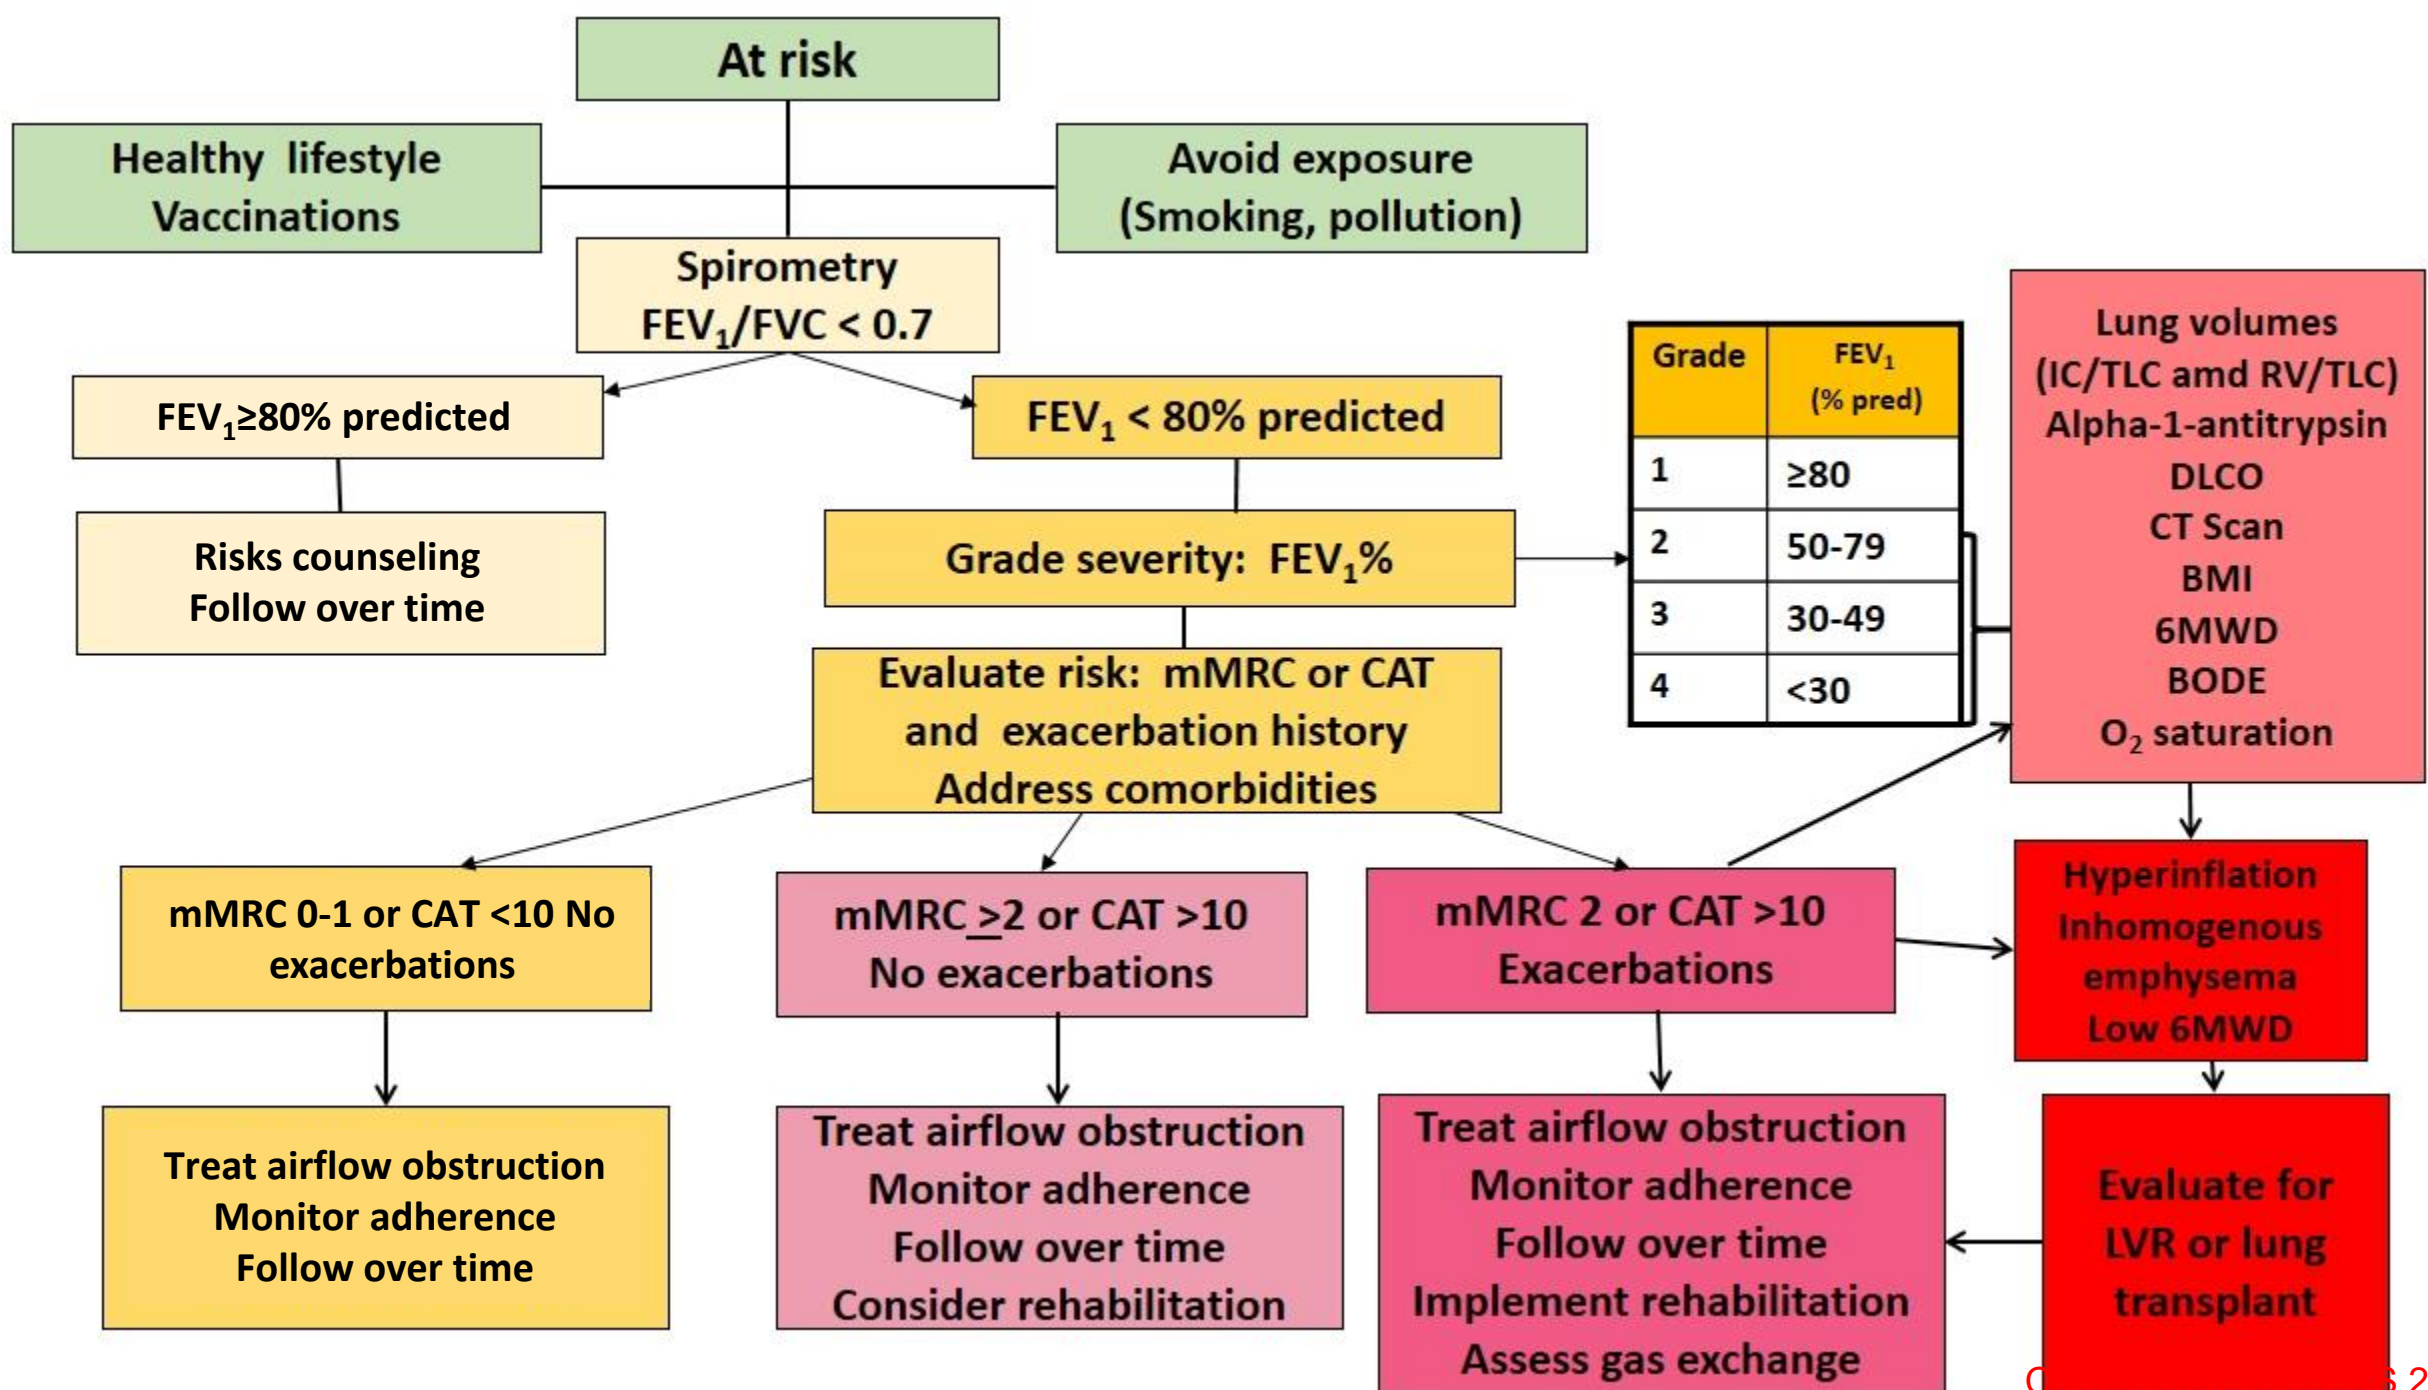 At risk
Healthy lifestyle
Vaccinations
Avoid exposure
(Smoking, pollution)
Spirometry
FEV₁/FVC < 0.7
FEV₁≥80% predicted
FEV₁ < 80% predicted
Risks counseling
Follow over time
Grade severity: FEV₁%
Grade FEV₁
(% pred)
1 ≥80
2 50-79
3 30-49
4 <30
Lung volumes
(IC/TLC amd RV/TLC)
Alpha-1-antitrypsin
DLCO
CT Scan
BMI
6MWD
BODE
O₂ saturation
Evaluate risk: mMRC or CAT
and exacerbation history
Address comorbidities
mMRC 0-1 or CAT <10 No
exacerbations
mMRC >2 or CAT >10
No exacerbations
mMRC 2 or CAT >10
Exacerbations
Hyperinflation
Inhomogenous
emphysema
Low 6MWD
Treat airflow obstruction
Monitor adherence
Follow over time
Treat airflow obstruction
Monitor adherence
Follow over time
Consider rehabilitation
Treat airflow obstruction
Monitor adherence
Follow over time
Implement rehabilitation
Assess gas exchange
Evaluate for
LVR or lung
transplant